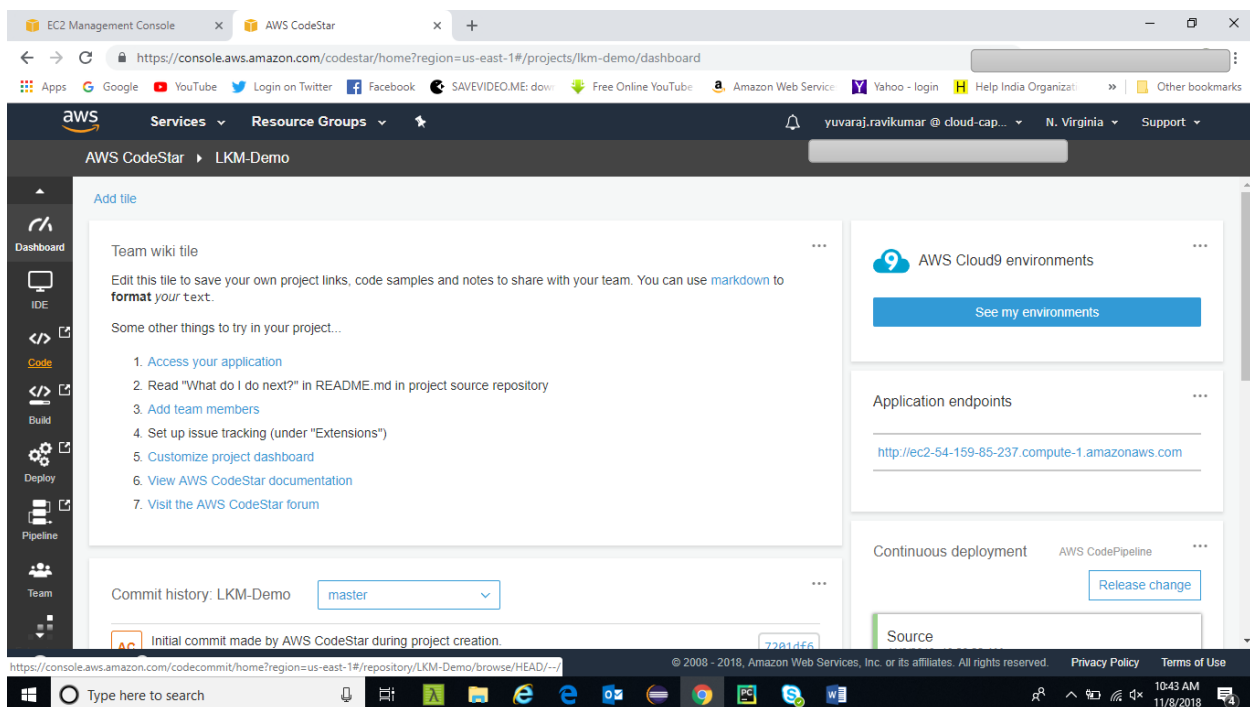 EC2 Management Console
AWS CodeStar
https://console.aws.amazon.com/codestar/home?region=us-east-1#/projects/lkm-demo/dashboard
Apps Google YouTube Login on Twitter Facebook SAVEVIDEO.ME: dow Free Online YouTube Amazon Web Service Yahoo - login Help India Organizati » Other bookmarks
aws Services Resource Groups yuvaraj.ravikumar @ cloud-cap... N. Virginia Support
AWS CodeStar LKM-Demo
Add tile
Dashboard
IDE
Code
Build
Deploy
Pipeline
Team
Team wiki tile
Edit this tile to save your own project links, code samples and notes to share with your team. You can use markdown to
format your text.
Some other things to try in your project...
1. Access your application
2. Read "What do I do next?" in README.md in project source repository
3. Add team members
4. Set up issue tracking (under "Extensions")
5. Customize project dashboard
6. View AWS CodeStar documentation
7. Visit the AWS CodeStar forum
Commit history: LKM-Demo master
AC Initial commit made by AWS CodeStar during project creation. 7201df6
9 AWS Cloud9 environments
See my environments
Application endpoints
http://ec2-54-159-85-237.compute-1.amazonaws.com
Continuous deployment AWS CodePipeline
Release change
Source
https://console.aws.amazon.com/codecommit/home?region=us-east-1#/repository/LKM-Demo/browse/HEAD/--/
© 2008 - 2018, Amazon Web Services, Inc. or its affiliates. All rights reserved. Privacy Policy Terms of Use
Type here to search
10:43 AM
11/8/2018
4